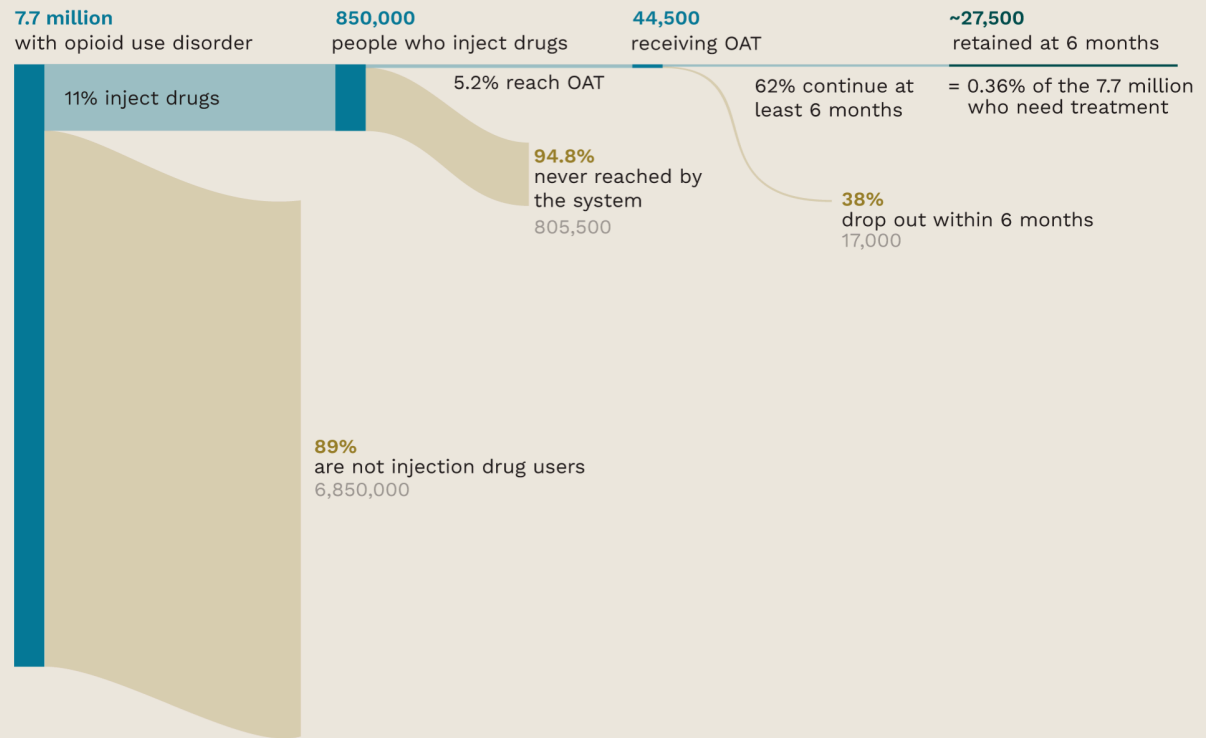 7.7 million
with opioid use disorder
850,000
people who inject drugs
44,500
receiving OAT
~27,500
retained at 6 months
11% inject drugs
5.2% reach OAT
62% continue at
least 6 months
= 0.36% of the 7.7 million
who need treatment
94.8%
never reached by
the system
805,500
38%
drop out within 6 months
17,000
89%
are not injection drug users
6,850,000